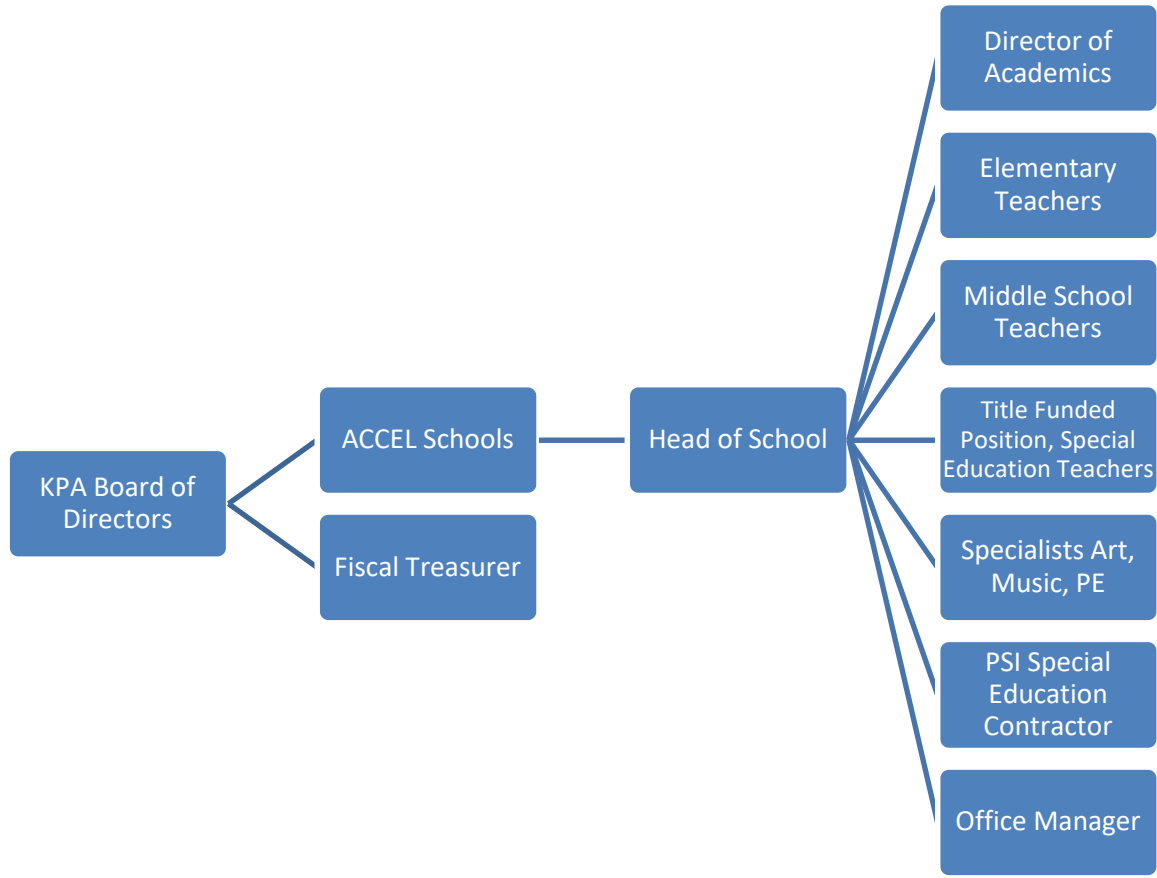 KPA Board of
Directors
ACCEL Schools
Fiscal Treasurer
Head of School
Director of
Academics
Elementary
Teachers
Middle School
Teachers
Title Funded
Position, Special
Education Teachers
Specialists Art,
Music, PE
PSI Special
Education
Contractor
Office Manager